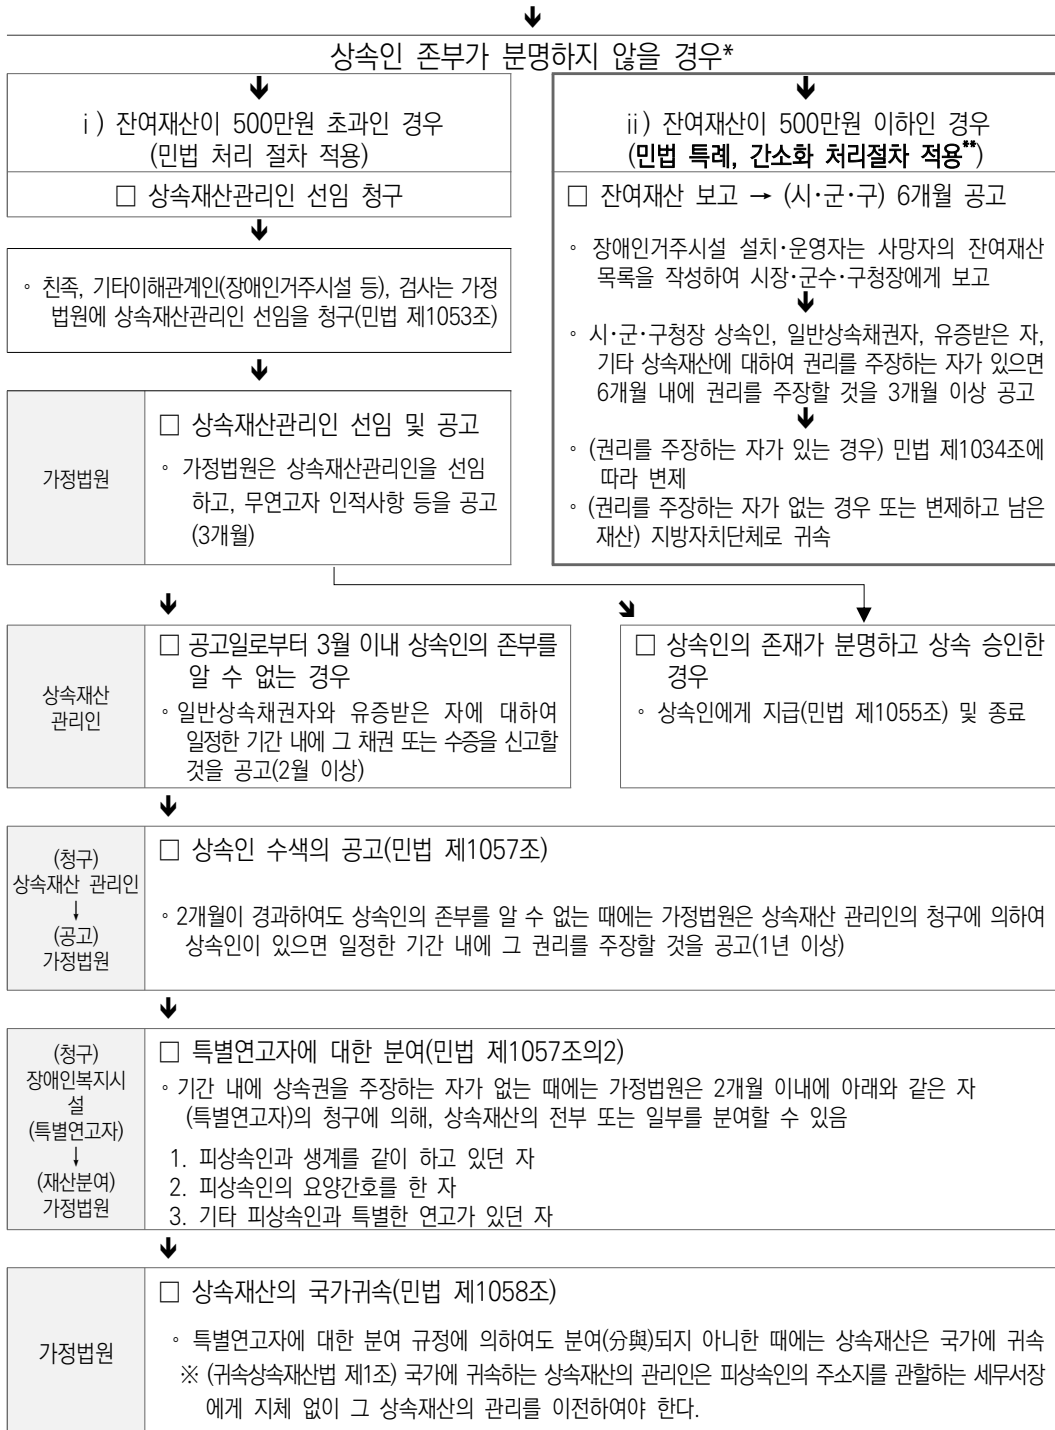 상속인 존부가 분명하지 않을 경우*
ⅰ) 잔여재산이 500만원 초과인 경우
(민법 처리 절차 적용)
□ 상속재산관리인 선임 청구
◦ 친족, 기타이해관계인(장애인거주시설 등), 검사는 가정
법원에 상속재산관리인 선임을 청구(민법 제1053조)
가정법원
□ 상속재산관리인 선임 및 공고
◦ 가정법원은 상속재산관리인을 선임
하고, 무연고자 인적사항 등을 공고
(3개월)
ⅱ) 잔여재산이 500만원 이하인 경우
(민법 특례, 간소화 처리절차 적용**)
□ 잔여재산 보고 → (시·군·구) 6개월 공고
◦ 장애인거주시설 설치·운영자는 사망자의 잔여재산
목록을 작성하여 시장·군수·구청장에게 보고
◦ 시·군·구청장 상속인, 일반상속채권자, 유증받은 자,
기타 상속재산에 대하여 권리를 주장하는 자가 있으면
6개월 내에 권리를 주장할 것을 3개월 이상 공고
◦ (권리를 주장하는 자가 있는 경우) 민법 제1034조에
따라 변제
◦ (권리를 주장하는 자가 없는 경우 또는 변제하고 남은
재산) 지방자치단체로 귀속
상속재산
관리인
□ 공고일로부터 3월 이내 상속인의 존부를
알 수 없는 경우
◦ 일반상속채권자와 유증받은 자에 대하여
일정한 기간 내에 그 채권 또는 수증을 신고할
것을 공고(2월 이상)
□ 상속인의 존재가 분명하고 상속 승인한
경우
◦ 상속인에게 지급(민법 제1055조) 및 종료
(청구)
상속재산 관리인
↓
(공고)
가정법원
□ 상속인 수색의 공고(민법 제1057조)
◦ 2개월이 경과하여도 상속인의 존부를 알 수 없는 때에는 가정법원은 상속재산 관리인의 청구에 의하여
상속인이 있으면 일정한 기간 내에 그 권리를 주장할 것을 공고(1년 이상)
(청구)
장애인복지시
설
(특별연고자)
↓
(재산분여)
가정법원
□ 특별연고자에 대한 분여(민법 제1057조의2)
◦ 기간 내에 상속권을 주장하는 자가 없는 때에는 가정법원은 2개월 이내에 아래와 같은 자
(특별연고자)의 청구에 의해, 상속재산의 전부 또는 일부를 분여할 수 있음
1. 피상속인과 생계를 같이 하고 있던 자
2. 피상속인의 요양간호를 한 자
3. 기타 피상속인과 특별한 연고가 있던 자
가정법원
□ 상속재산의 국가귀속(민법 제1058조)
◦ 특별연고자에 대한 분여 규정에 의하여도 분여(分與)되지 아니한 때에는 상속재산은 국가에 귀속
※ (귀속상속재산법 제1조) 국가에 귀속하는 상속재산의 관리인은 피상속인의 주소지를 관할하는 세무서장
에게 지체 없이 그 상속재산의 관리를 이전하여야 한다.